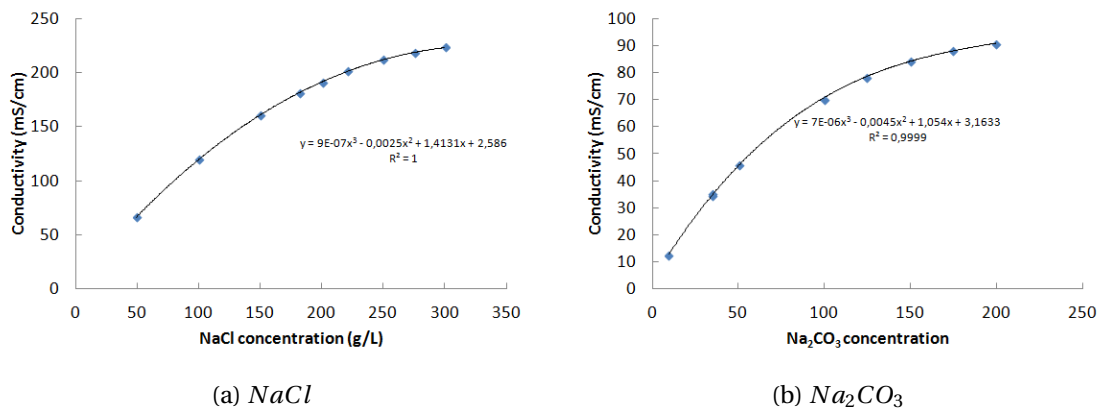 250
200
150
100
50
0
Conductivity (mS/cm)
y = 9E-07x³ - 0,0025x² + 1,4131x + 2,586
R² = 1
0 50 100 150 200 250 300 350
NaCl concentration (g/L)
(a) NaCl
100
90
80
70
60
50
40
30
20
10
0
Conductivity (mS/cm)
y = 7E-06x³ - 0,0045x² + 1,054x + 3,1633
R² = 0,9999
0 50 100 150 200 250
Na₂CO₃ concentration
(b) Na₂CO₃